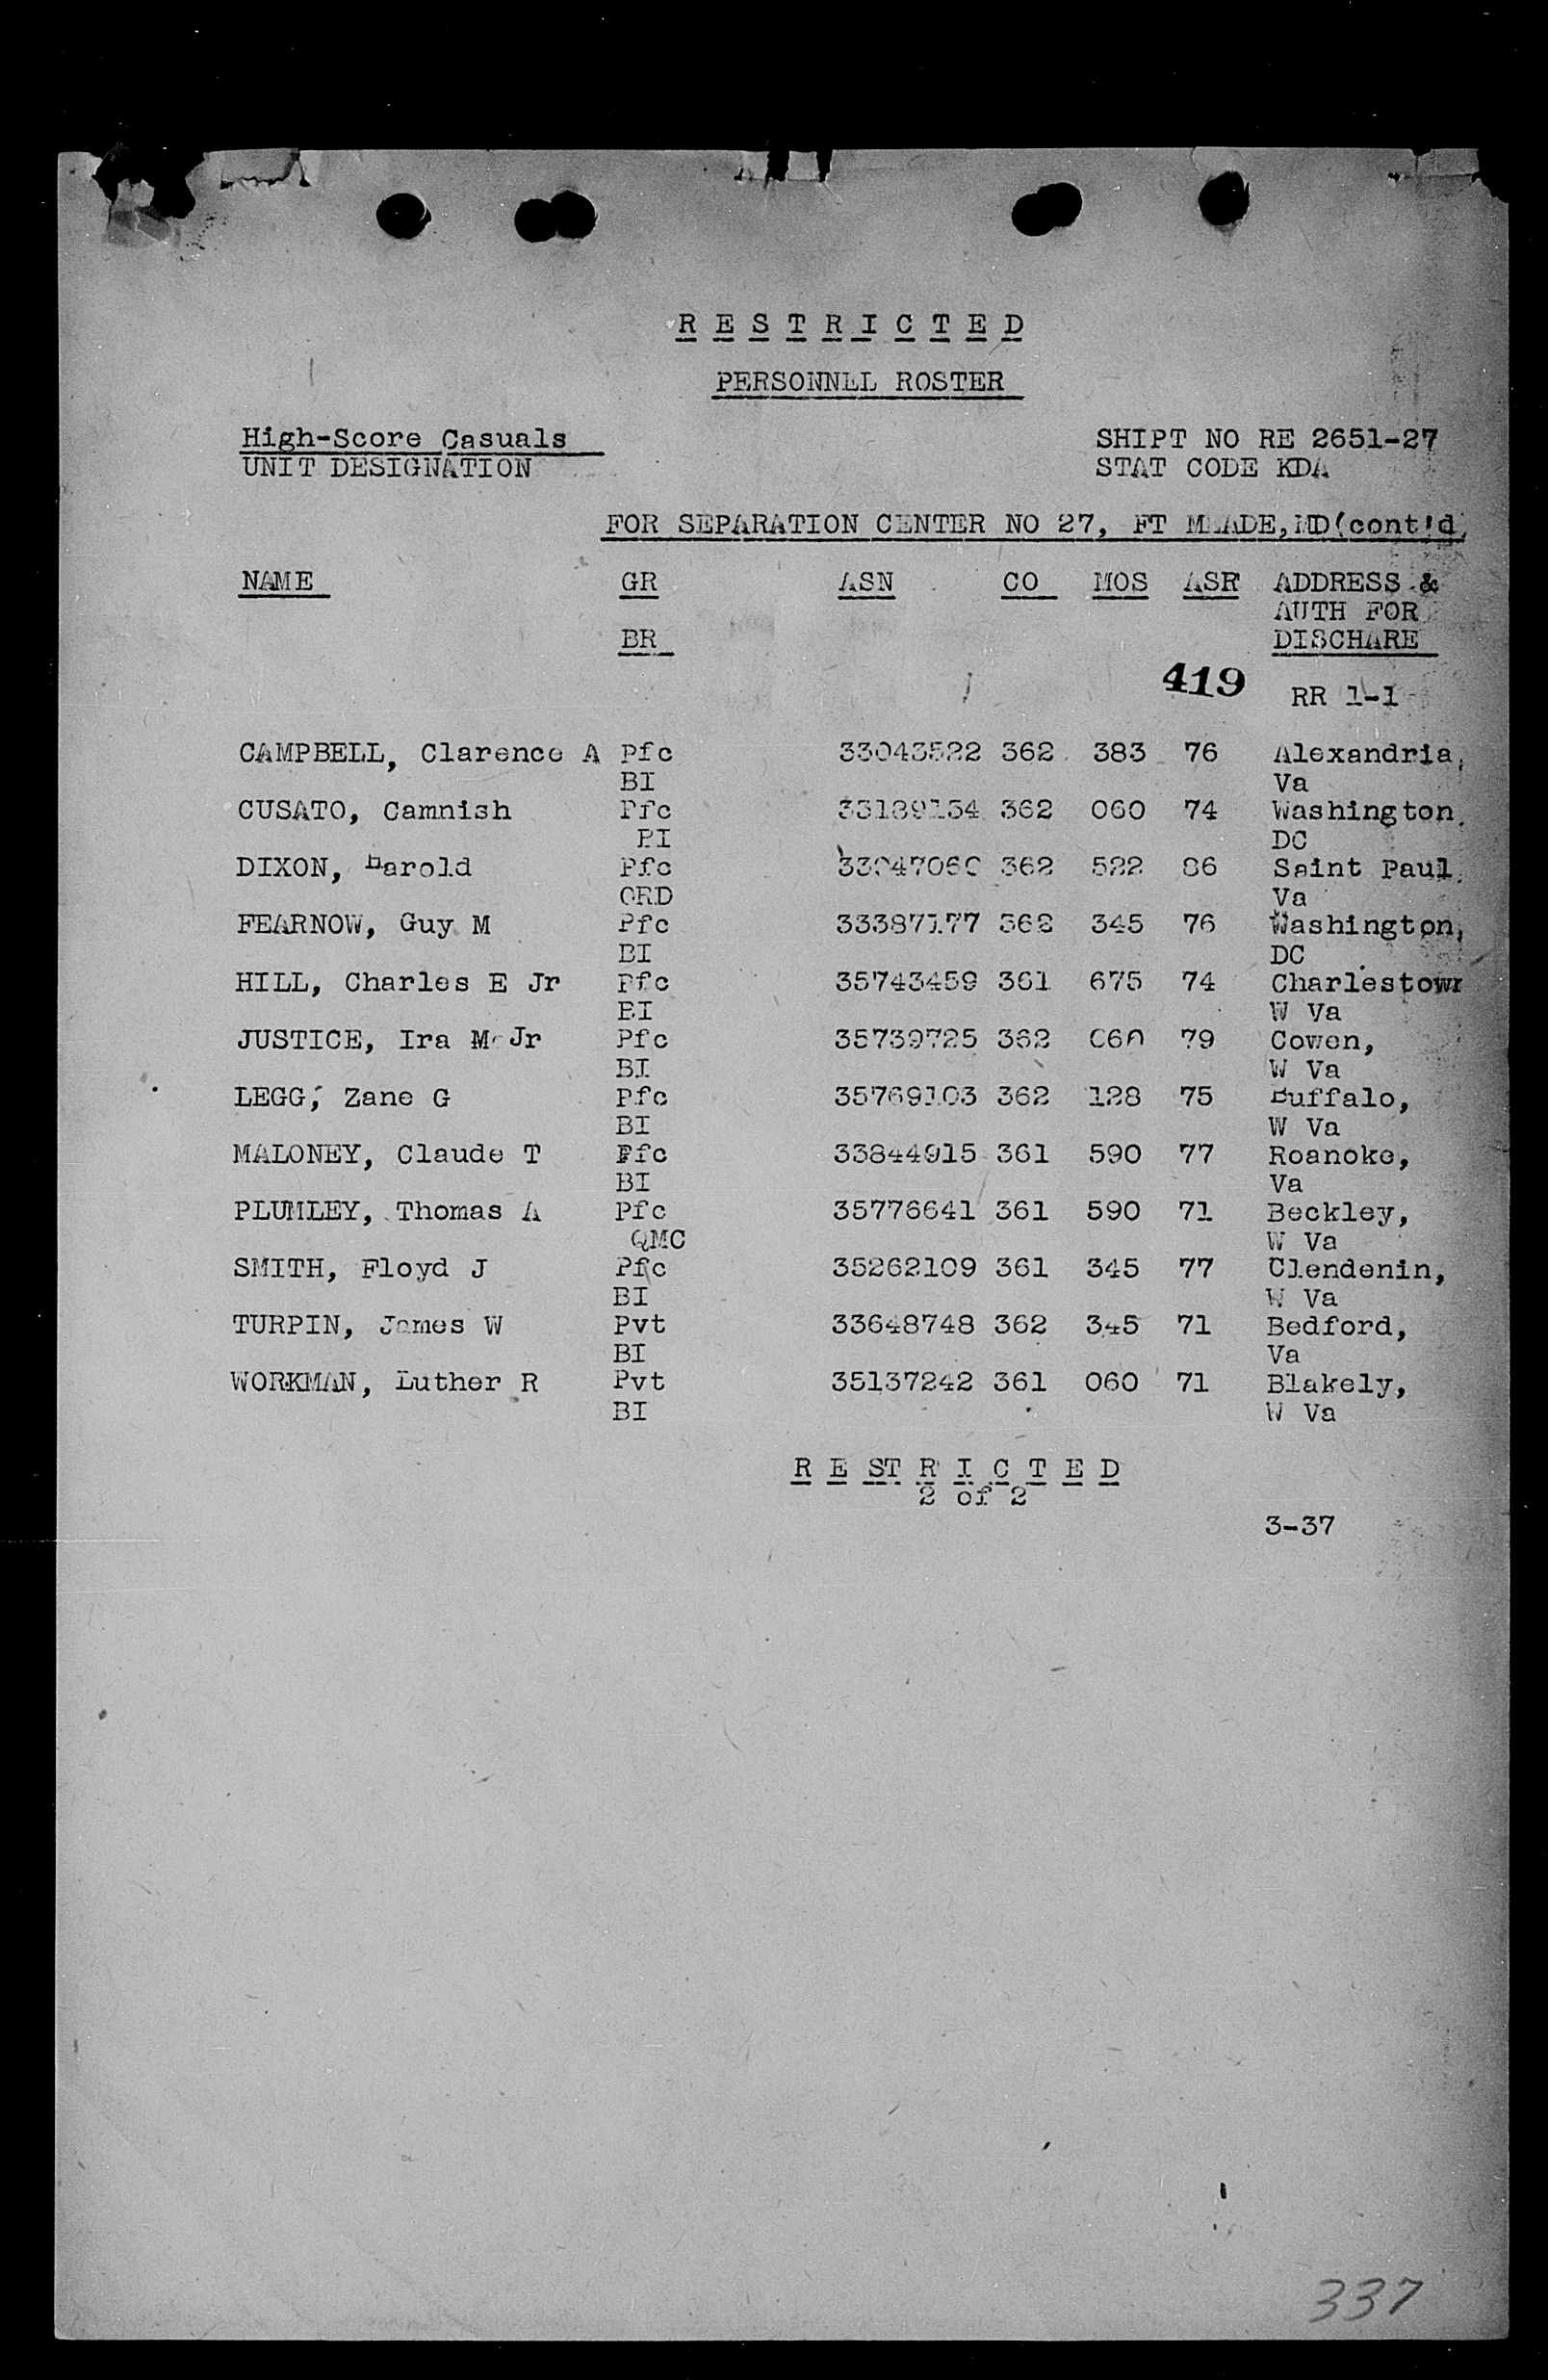 R E S T R I C T E D
PERSONNEL ROSTER
High-Score Casuals SHIPT NO RE 2651-27
UNIT DESIGNATION STAT CODE KDA
FOR SEPARATION CENTER NO 27, FT MEADE, MD(cont'd)
NAME GR ASN CO MOS ASR ADDRESS &
AUTH FOR
BR DISCHARE
419 RR 1-1
CAMPBELL, Clarence A Pfc 33043522 362 383 76 Alexandria,
BI Va
CUSATO, Camnish Pfc 33189134 362 060 74 Washington,
BI DC
DIXON, Harold Pfc 362 522 86 Saint Paul,
ORD Va
FEARNOW, Guy M Pfc 33387177 362 345 76 Washington,
BI DC
HILL, Charles E Jr Pfc 35743459 361 675 74 Charlestown
BI W Va
JUSTICE, Ira M Jr Pfc 35739725 362 060 79 Cowen,
BI W Va
LEGG, Zane G Pfc 35769103 362 128 75 Buffalo,
BI W Va
MALONEY, Claude T Pfc 33844915 361 590 77 Roanoke,
BI Va
PLUMLEY, Thomas A Pfc 35776641 361 590 71 Beckley,
QMC W Va
SMITH, Floyd J Pfc 35262109 361 345 77 Clendenin,
BI W Va
TURPIN, James W Pvt 33648748 362 345 71 Bedford,
BI Va
WORKMAN, Luther R Pvt 35137242 361 060 71 Blakely,
BI W Va
R E ST R I C T E D
2 of 2
3-37
337